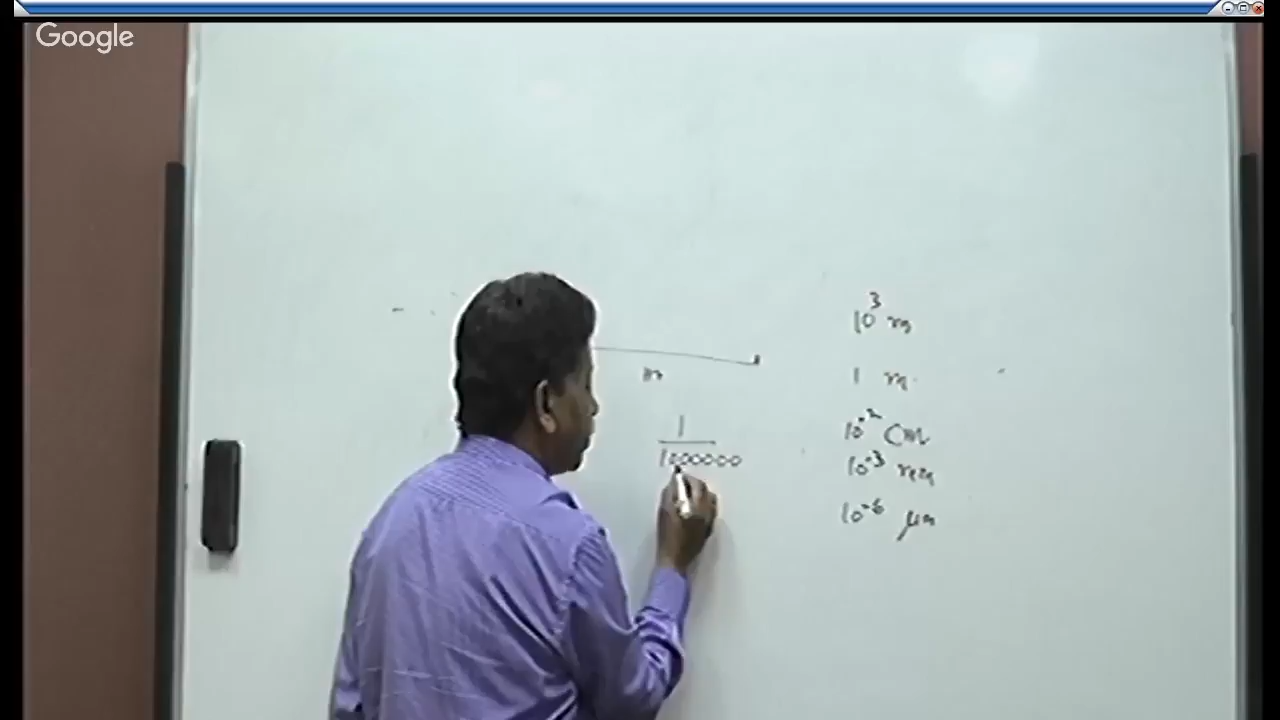 Google
10³ m
1 m
1
1000000
10⁻² cm
10⁻³ mm
10⁻⁶ μm